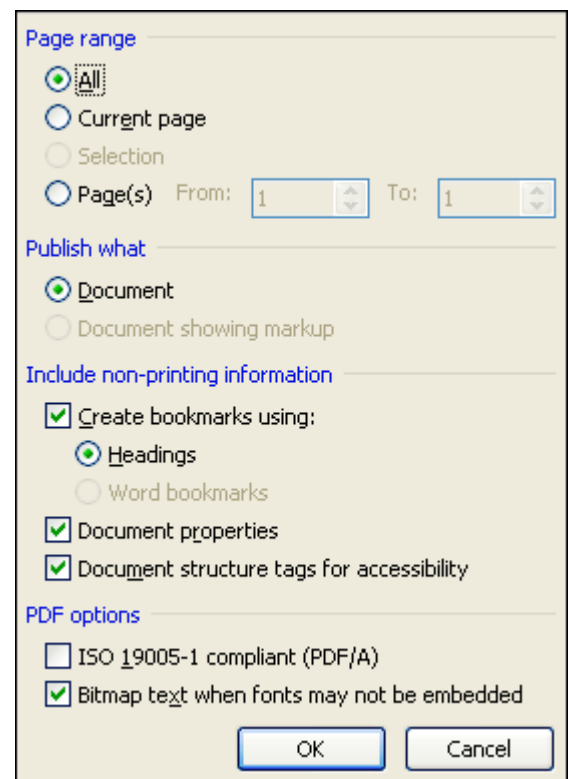 Page range
All
Current page
Selection
Page(s) From: 1 To: 1
Publish what
Document
Document showing markup
Include non-printing information
Create bookmarks using:
Headings
Word bookmarks
Document properties
Document structure tags for accessibility
PDF options
ISO 19005-1 compliant (PDF/A)
Bitmap text when fonts may not be embedded
OK Cancel